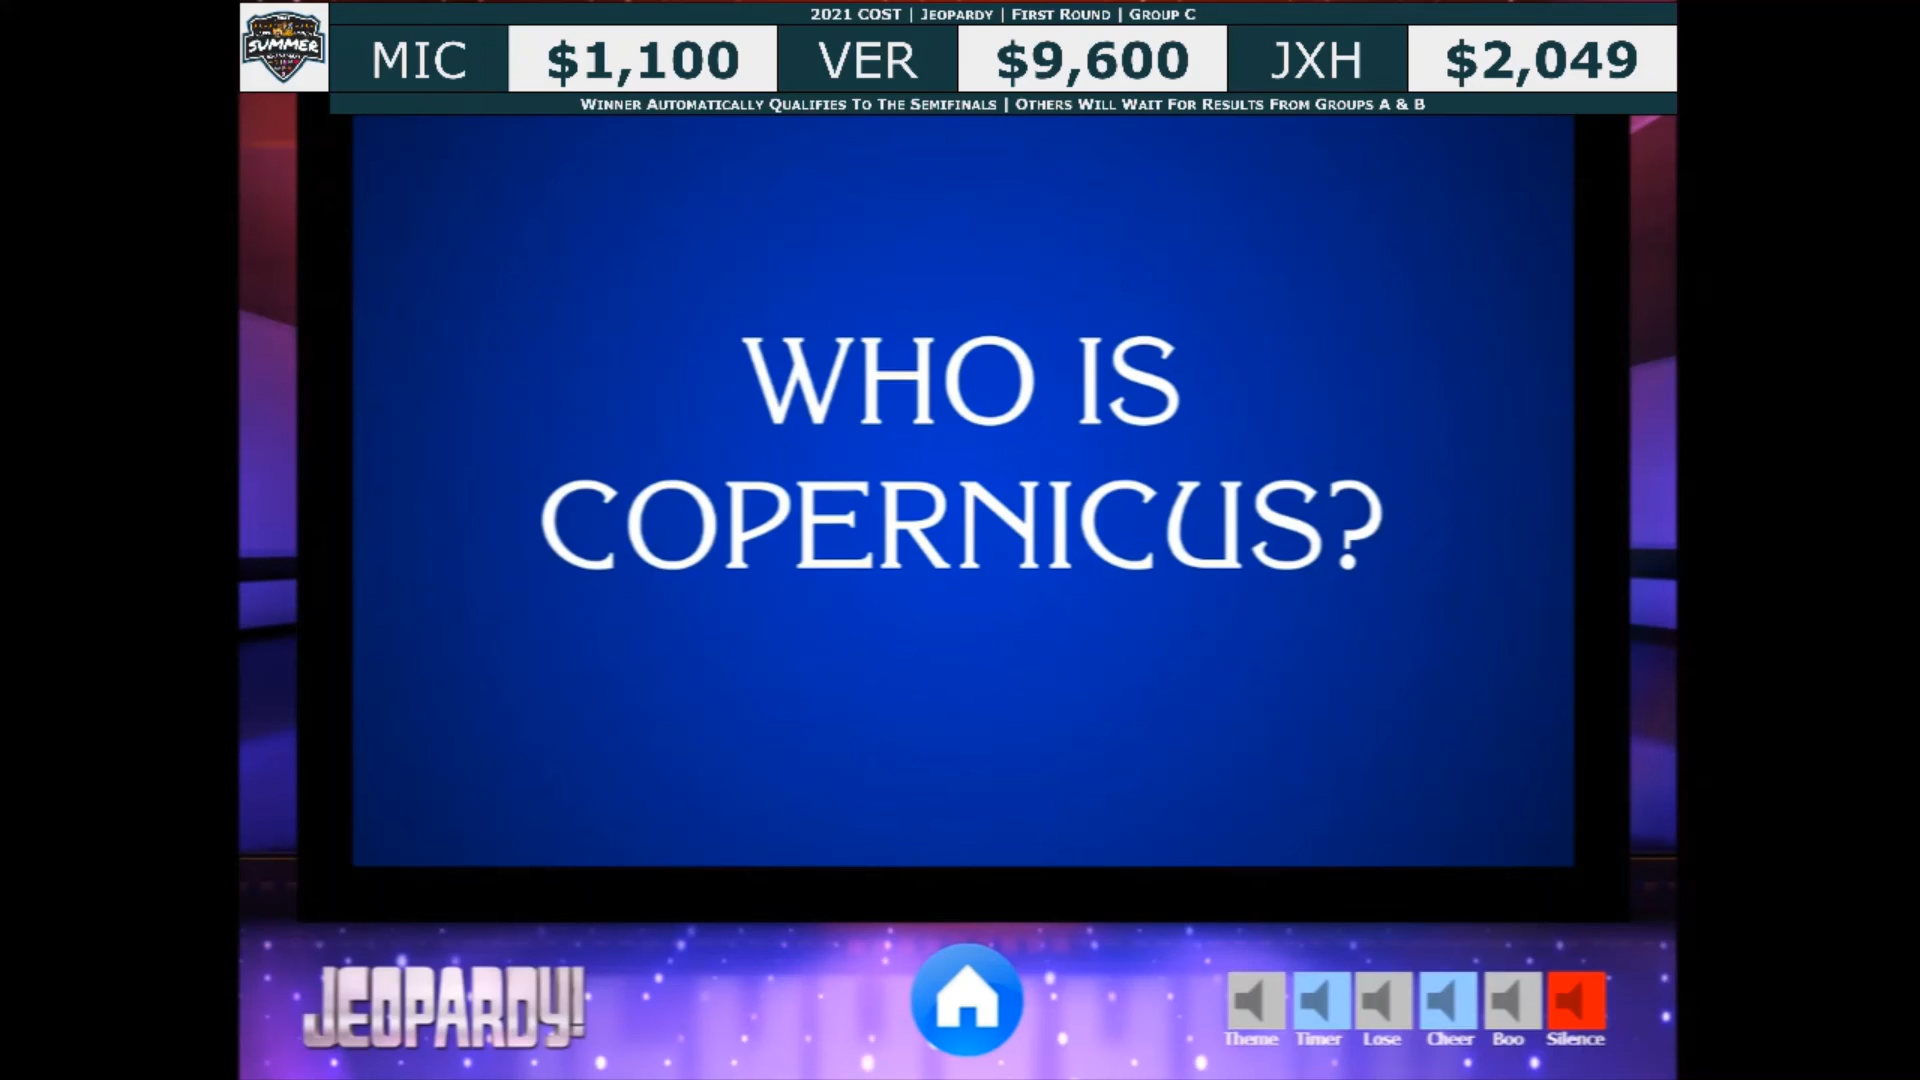 2021 COST | JEOPARDY | FIRST ROUND | GROUP C
SUMMER
MIC $1,100 VER $9,600 JXH $2,049
WINNER AUTOMATICALLY QUALIFIES TO THE SEMIFINALS | OTHERS WILL WAIT FOR RESULTS FROM GROUPS A & B
WHO IS
COPERNICUS?
JEOPARDY!
Theme Timer Lose Cheer Boo Silence